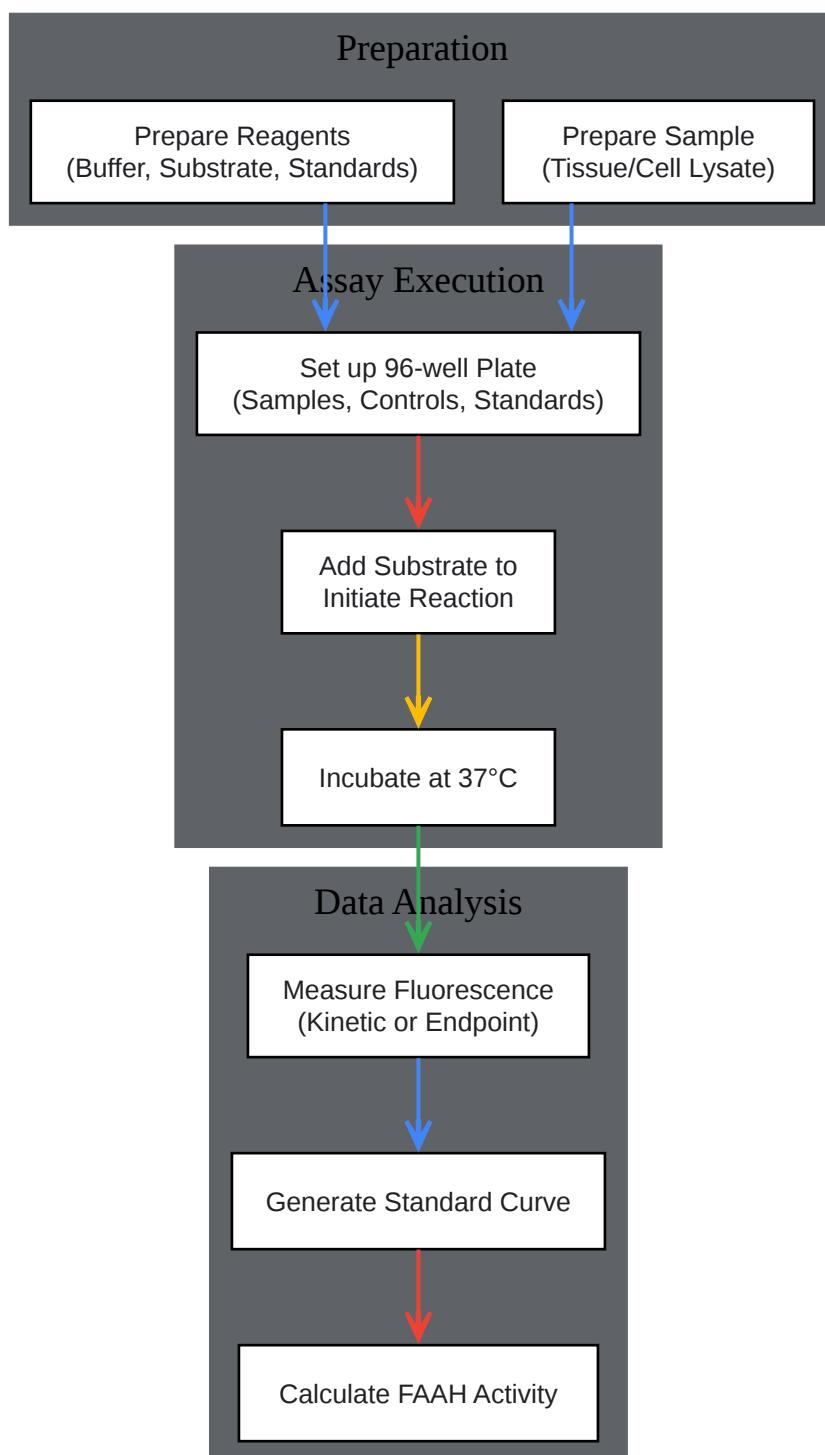 Preparation
Prepare Reagents
(Buffer, Substrate, Standards)
Prepare Sample
(Tissue/Cell Lysate)
Assay Execution
Set up 96-well Plate
(Samples, Controls, Standards)
Add Substrate to
Initiate Reaction
Incubate at 37°C
Data Analysis
Measure Fluorescence
(Kinetic or Endpoint)
Generate Standard Curve
Calculate FAAH Activity